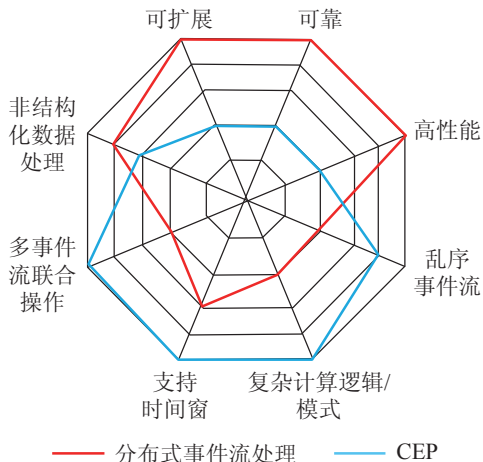 可扩展
可靠
非结构
化数据
处理
高性能
多事件
流联合
操作
乱序
事件流
支持
时间窗
复杂计算逻辑/
模式
分布式事件流处理
CEP